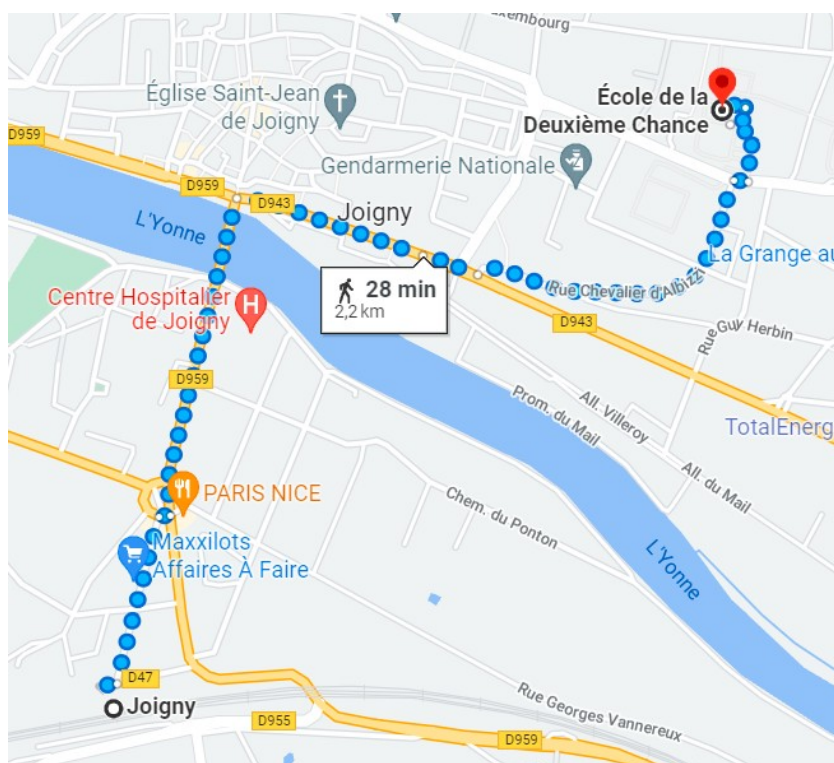 uxembourg
École de la
Deuxième Chance
Église Saint-Jean
de Joigny
D959
Gendarmerie Nationale
D959
D943
Joigny
L'Yonne
La Grange au
28 min
2,2 km
Rue Chevalier d'Albizzi
Centre Hospitalier
de Joigny
H
D943
Rue Guy Herbin
D959
Prom. du Mail
All. Villeroy
TotalEnerg
All. du Mail
PARIS NICE
Chem. du Ponton
Maxxilots
Affaires À Faire
L'Yonne
D47
Joigny
Rue Georges Vannereux
D955
D959